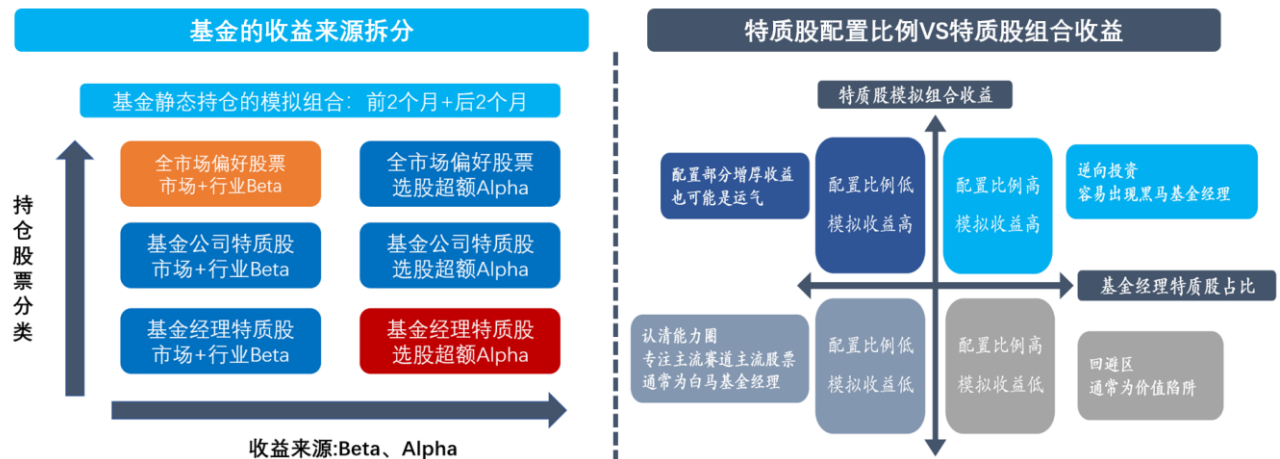 基金的收益来源拆分
基金静态持仓的模拟组合：前2个月+后2个月
持仓股票分类
全市场偏好股票
市场+行业Beta
全市场偏好股票
选股超额Alpha
基金公司特质股
市场+行业Beta
基金公司特质股
选股超额Alpha
基金经理特质股
市场+行业Beta
基金经理特质股
选股超额Alpha
收益来源:Beta、Alpha
特质股配置比例VS特质股组合收益
特质股模拟组合收益
配置部分增厚收益
也可能是运气
配置比例低
模拟收益高
配置比例高
模拟收益高
逆向投资
容易出现黑马基金经理
基金经理特质股占比
认清能力圈
专注主流赛道主流股票
通常为白马基金经理
配置比例低
模拟收益低
配置比例高
模拟收益低
回避区
通常为价值陷阱